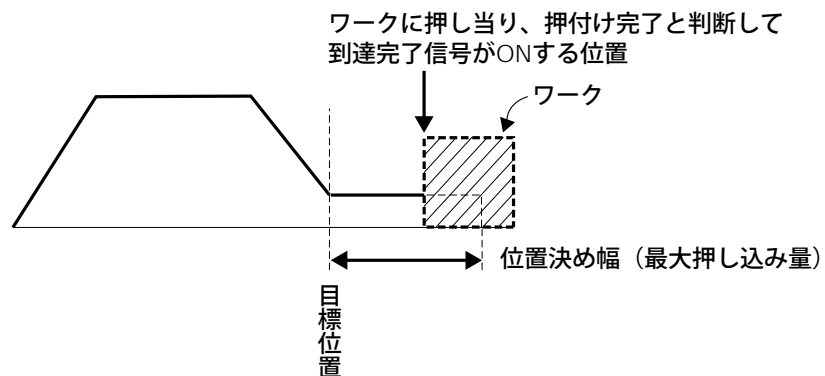 ワークに押し当り、押付け完了と判断して
到達完了信号がONする位置
ワーク
位置決め幅（最大押し込み量）
目標位置